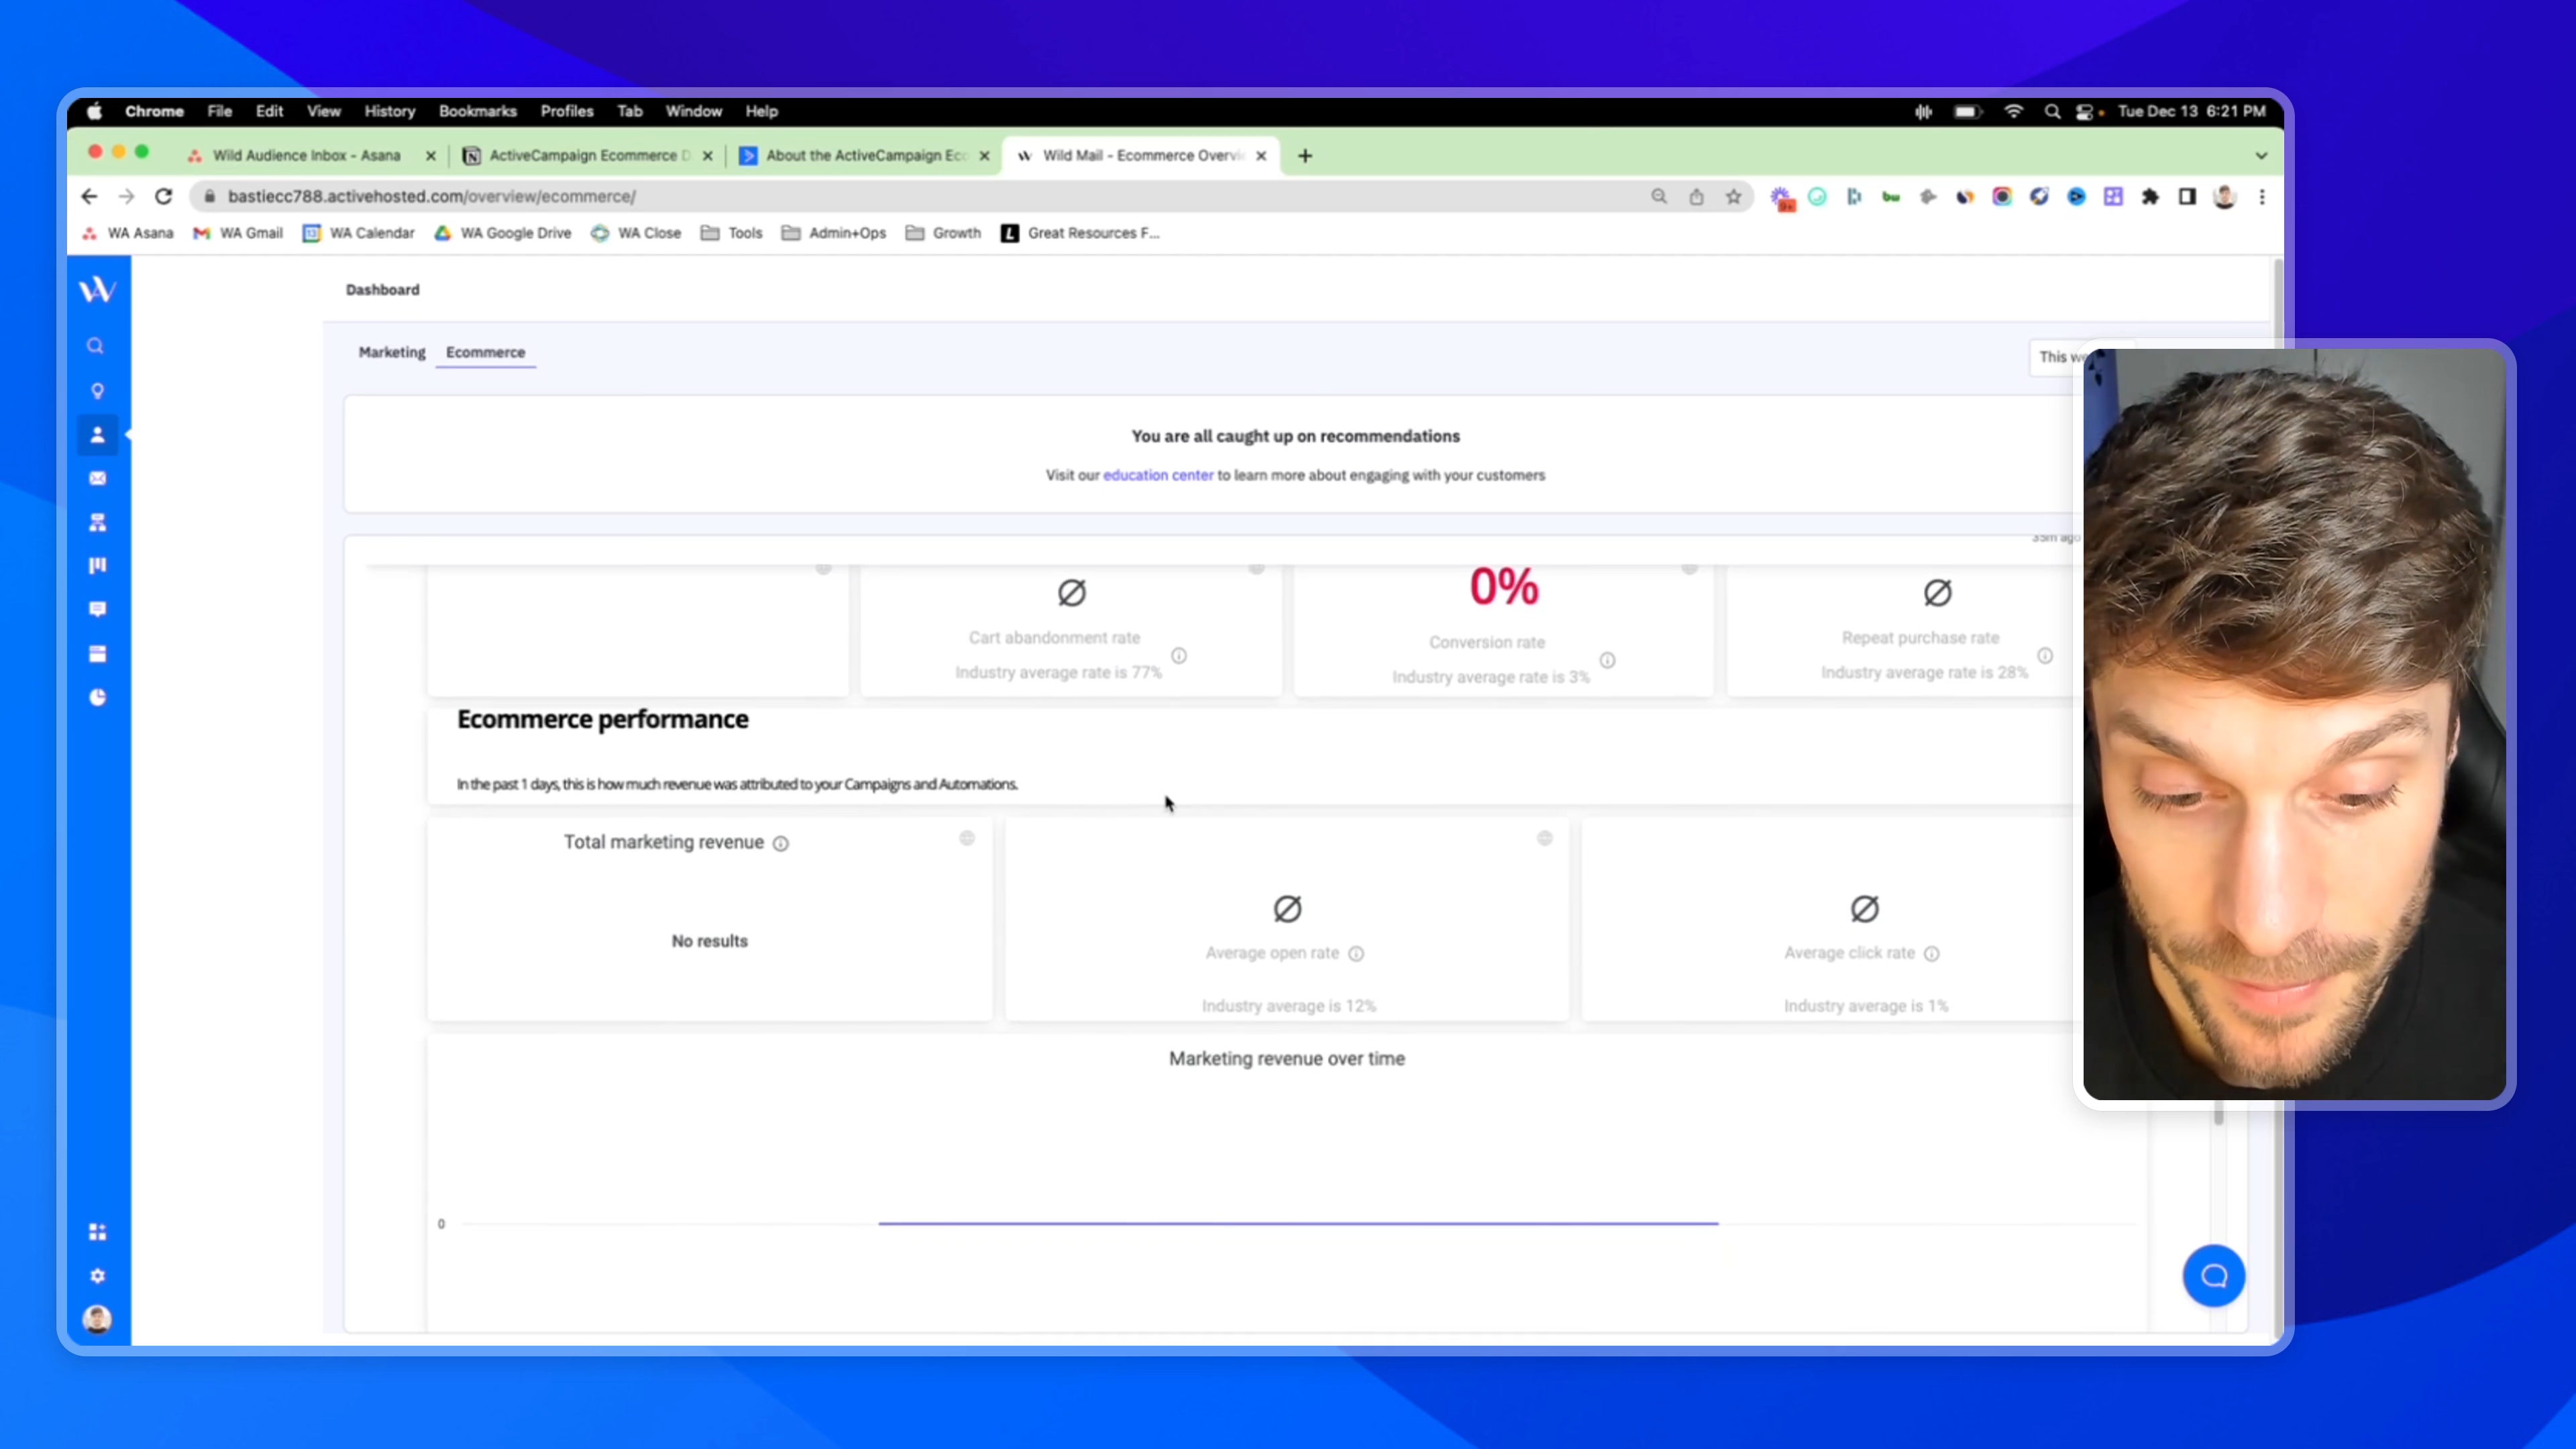 Chrome File Edit View History Bookmarks Profiles Tab Window Help
Tue Dec 13 6:21 PM
Wild Audience Inbox - Asana
ActiveCampaign Ecommerce D
About the ActiveCampaign Ecc
Wild Mail - Ecommerce Overvi
bastiecc788.activehosted.com/overview/ecommerce/
9+
WA Asana
WA Gmail
13
WA Calendar
WA Google Drive
WA Close
Tools
Admin+Ops
Growth
Great Resources F...
Dashboard
Marketing
Ecommerce
This we
You are all caught up on recommendations
Visit our education center to learn more about engaging with your customers
35m ago
Cart abandonment rate
Industry average rate is 77%
0%
Conversion rate
Industry average rate is 3%
Repeat purchase rate
Industry average rate is 28%
Ecommerce performance
In the past 1 days, this is how much revenue was attributed to your Campaigns and Automations.
Total marketing revenue
No results
Average open rate
Industry average is 12%
Average click rate
Industry average is 1%
Marketing revenue over time
0